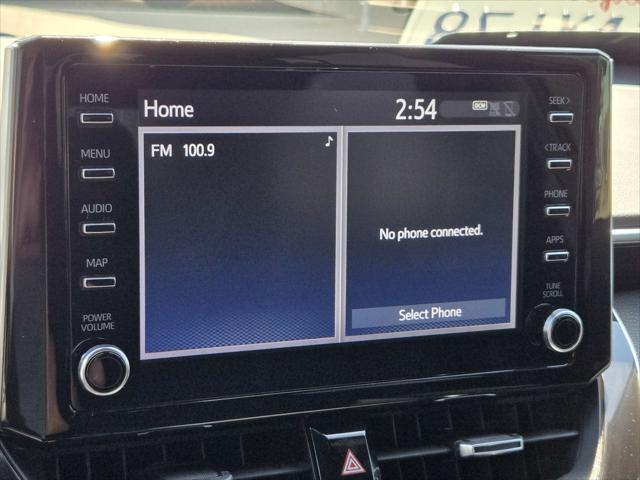 HOME
MENU
AUDIO
MAP
POWER
VOLUME
Home
2:54
DCM
FM 100.9
No phone connected.
Select Phone
SEEK>
<TRACK
PHONE
APPS
TUNE
SCROLL